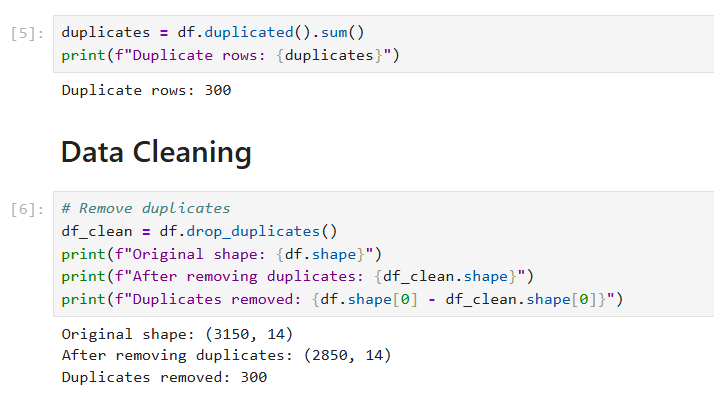 [5]: duplicates = df.duplicated().sum()
print(f"Duplicate rows: {duplicates}")
Duplicate rows: 300
Data Cleaning
[6]: # Remove duplicates
df_clean = df.drop_duplicates()
print(f"Original shape: {df.shape}")
print(f"After removing duplicates: {df_clean.shape}")
print(f"Duplicates removed: {df.shape[0] - df_clean.shape[0]}")
Original shape: (3150, 14)
After removing duplicates: (2850, 14)
Duplicates removed: 300